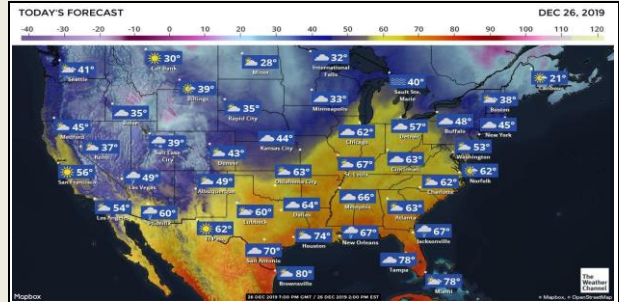 TODAY'S FORECAST
DEC 26, 2019
-40 -30 -20 -10 0 10 20 30 40 50 60 70 80 90 100 110 120
41°
Seattle
30°
Cut Bank
28°
Minot
32°
International Falls
40°
Sault Ste. Marie
21°
Caribou
39°
Billings
35°
Rapid City
33°
Minneapolis
38°
Boston
35°
Boise
45°
Medford
37°
Reno
39°
Salt Lake City
43°
Denver
44°
Kansas City
62°
Chicago
57°
Detroit
48°
Buffalo
45°
New York
53°
Washington
56°
San Francisco
49°
Las Vegas
49°
Albuquerque
63°
Oklahoma City
67°
St. Louis
63°
Cincinnati
62°
Norfolk
54°
Los Angeles
60°
Phoenix
62°
El Paso
60°
Lubbock
64°
Dallas
66°
Memphis
62°
Charlotte
63°
Atlanta
70°
San Antonio
74°
Houston
67°
New Orleans
67°
Jacksonville
80°
Brownsville
78°
Tampa
78°
Miami
The
Weather
Channel
Mapbox
26 DEC 2019 7:00 PM GMT / 26 DEC 2019 2:00 PM EST
© Mapbox, © OpenStreetMap